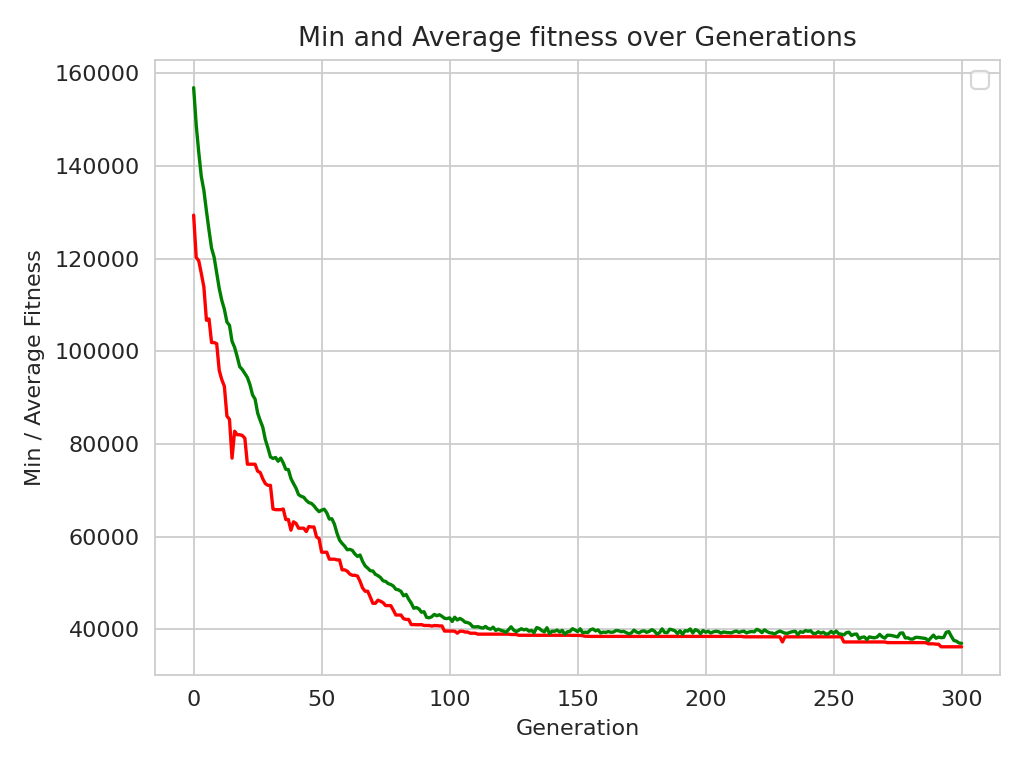 Min and Average fitness over Generations
160000
140000
120000
100000
80000
60000
40000
Min / Average Fitness
0 50 100 150 200 250 300
Generation